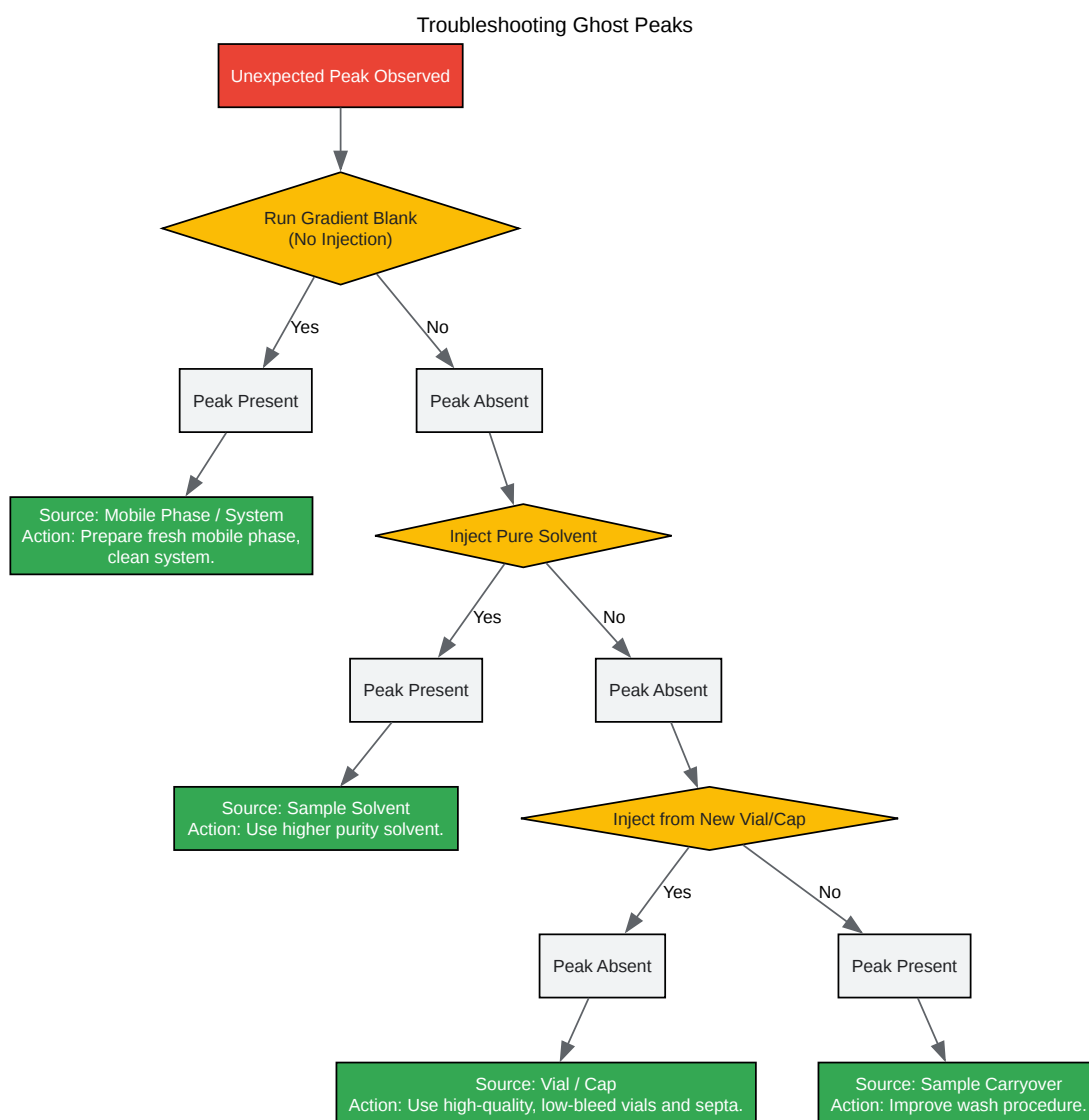 Troubleshooting Ghost Peaks
Unexpected Peak Observed
Run Gradient Blank
(No Injection)
Yes
No
Peak Present
Peak Absent
Source: Mobile Phase / System
Action: Prepare fresh mobile phase,
clean system.
Inject Pure Solvent
Yes
No
Peak Present
Peak Absent
Source: Sample Solvent
Action: Use higher purity solvent.
Inject from New Vial/Cap
Yes
No
Peak Absent
Peak Present
Source: Vial / Cap
Action: Use high-quality, low-bleed vials and septa.
Source: Sample Carryover
Action: Improve wash procedure.